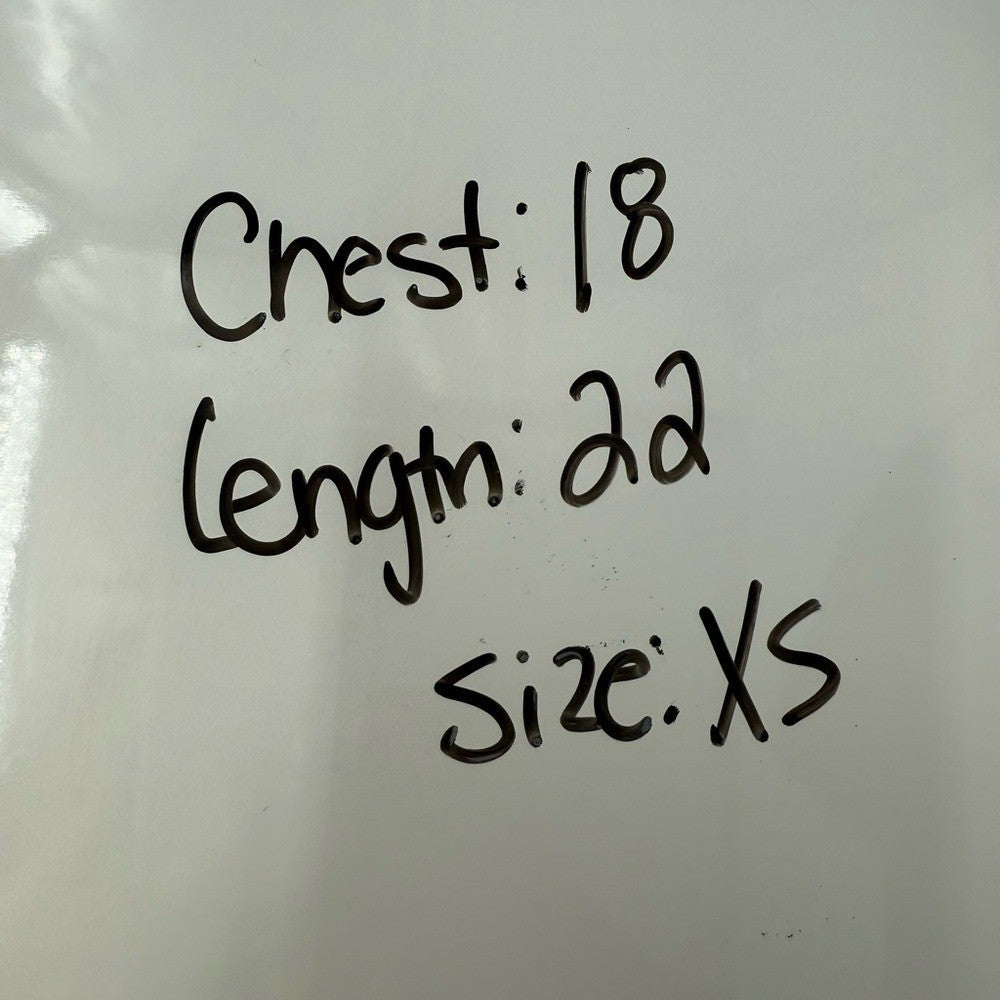 Chest: 18
Length: 22
Size: XS